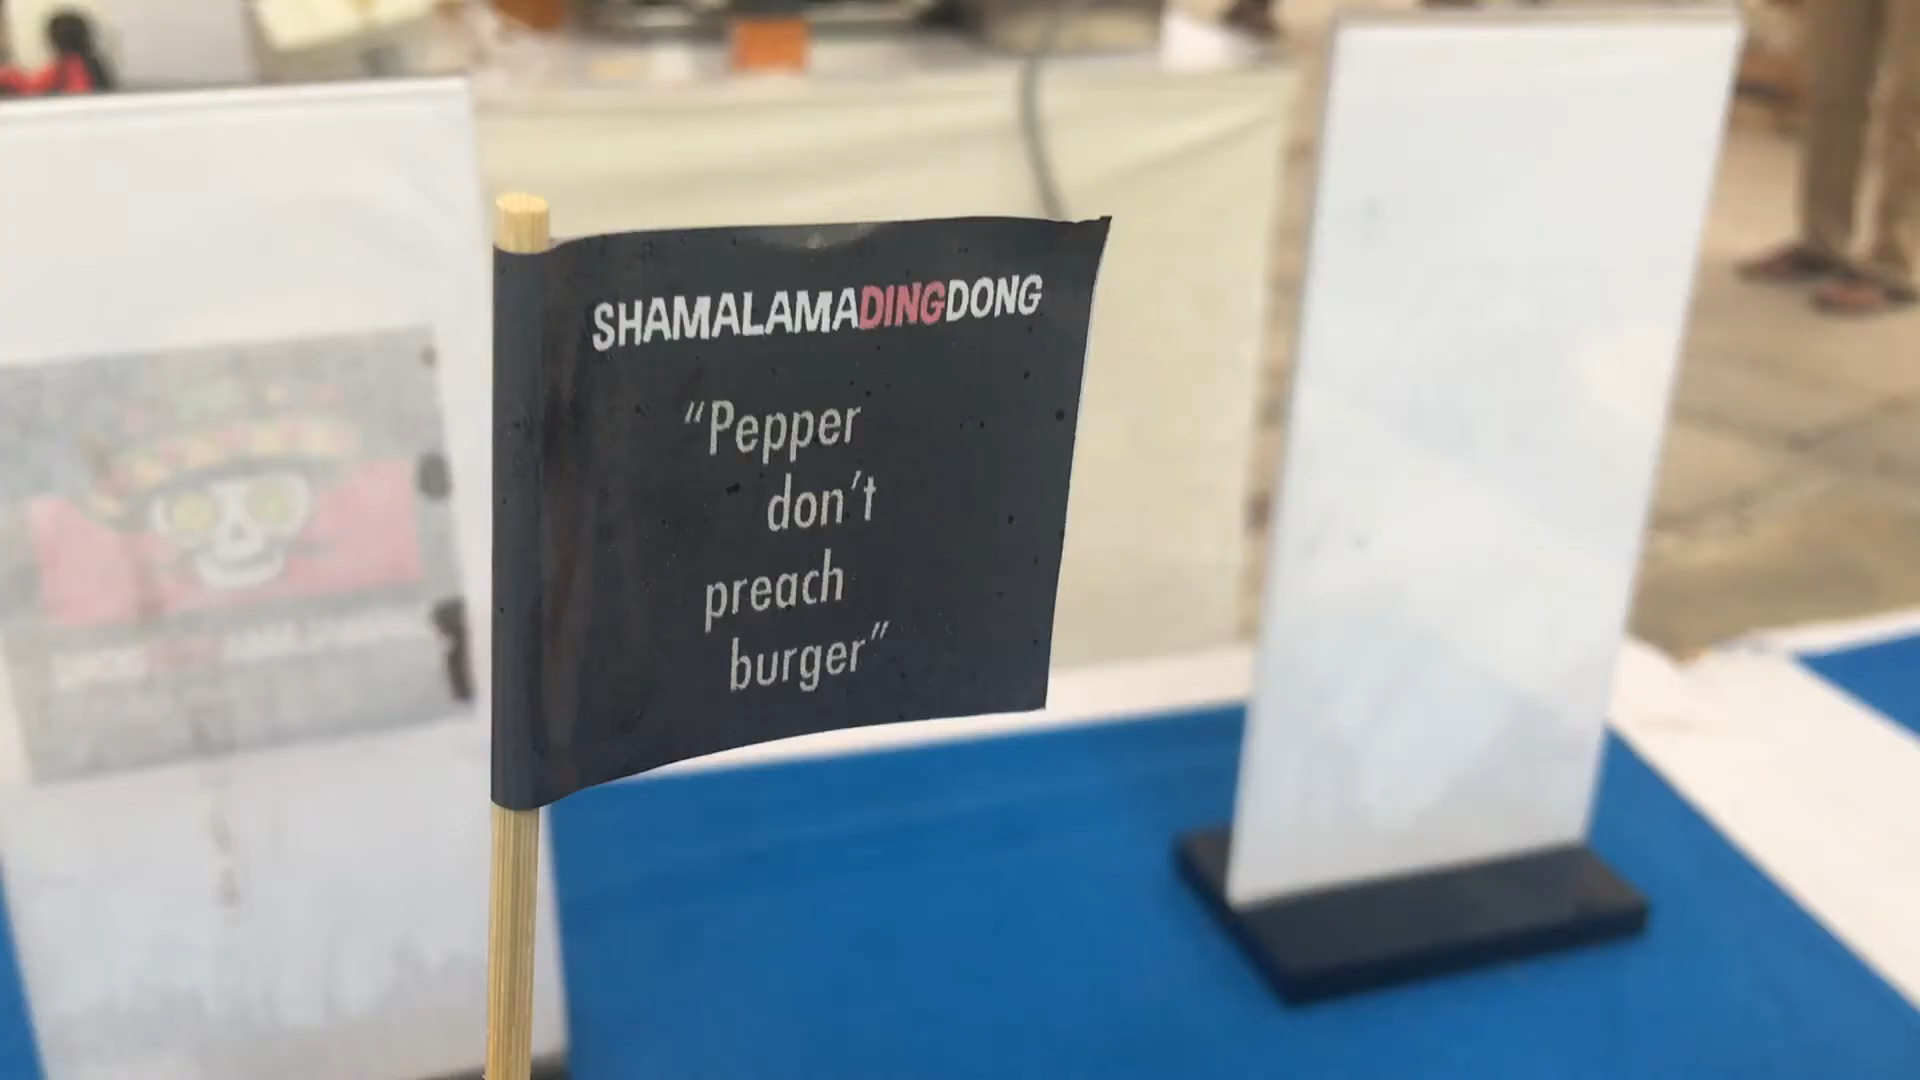 SHAMALAMADINGDONG
“Pepper
don’t
preach
burger”